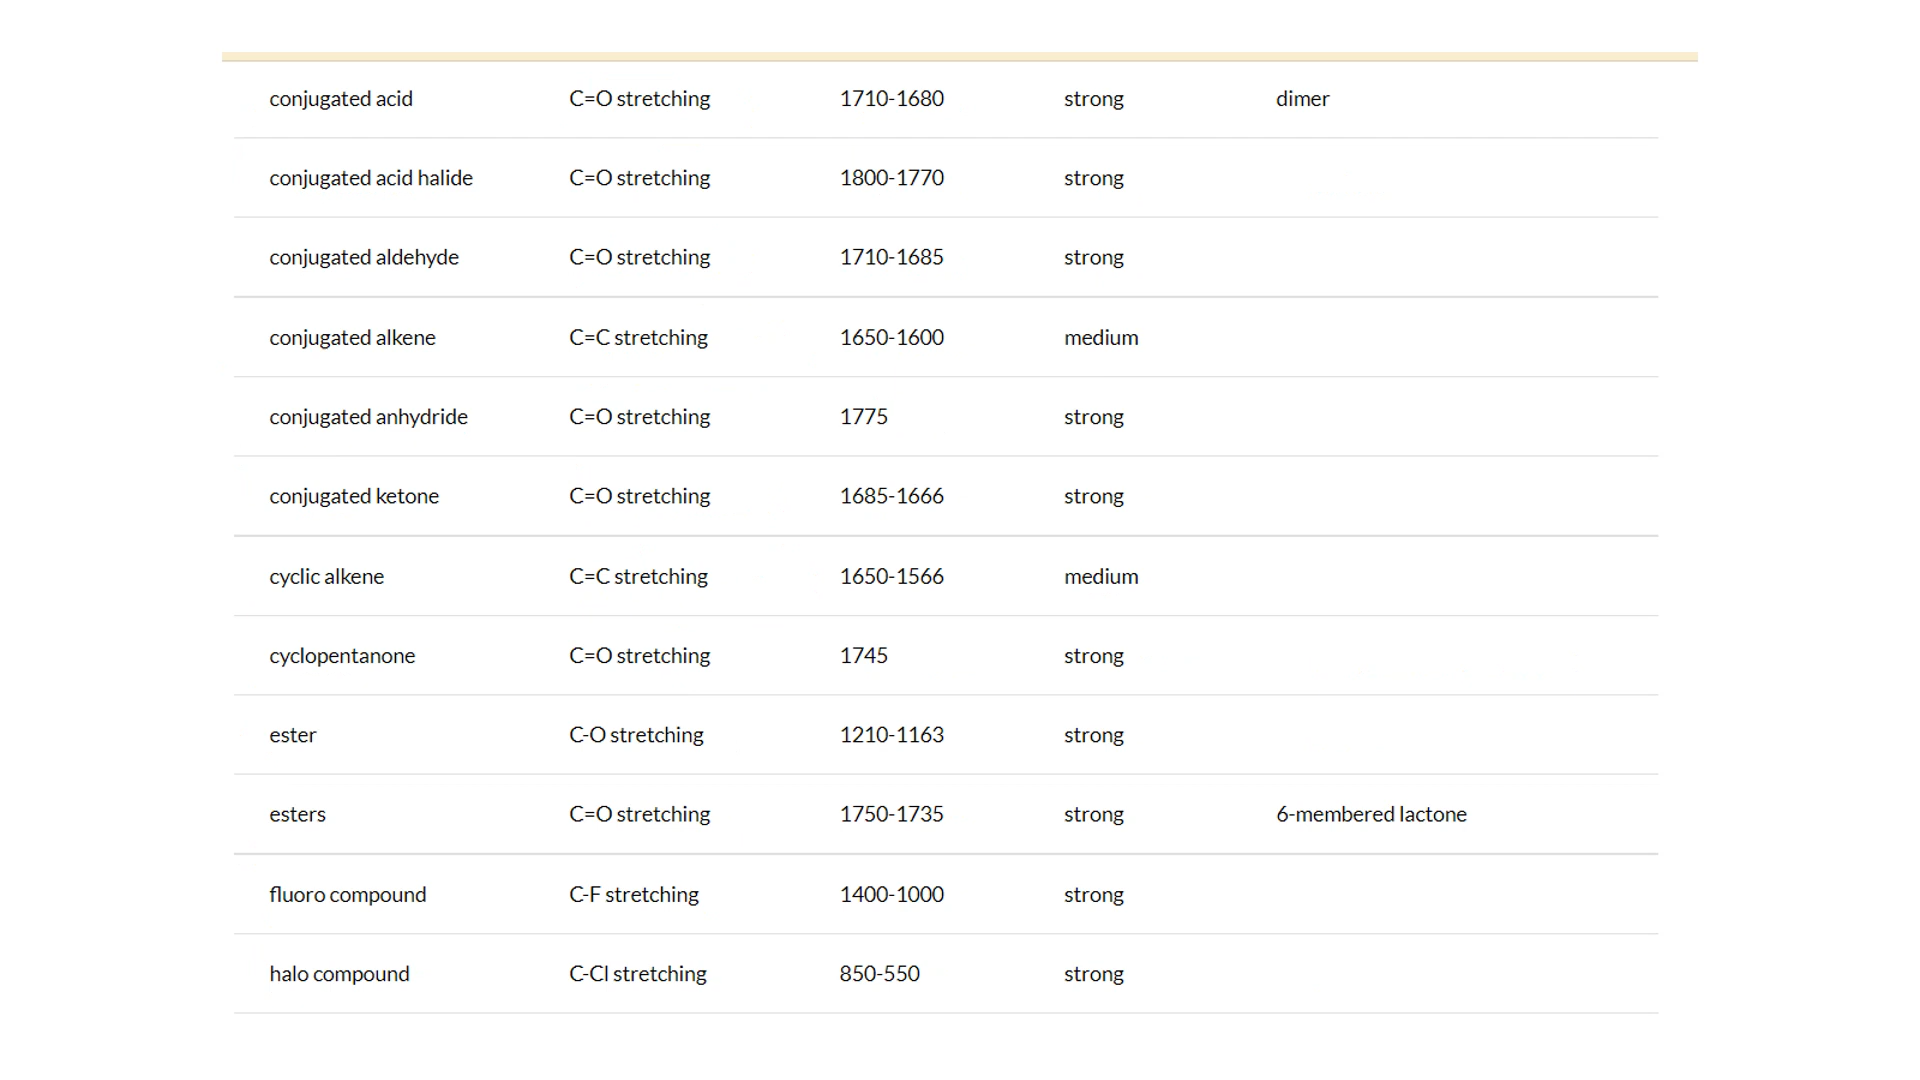 conjugated acid C=O stretching 1710-1680 strong dimer
conjugated acid halide C=O stretching 1800-1770 strong
conjugated aldehyde C=O stretching 1710-1685 strong
conjugated alkene C=C stretching 1650-1600 medium
conjugated anhydride C=O stretching 1775 strong
conjugated ketone C=O stretching 1685-1666 strong
cyclic alkene C=C stretching 1650-1566 medium
cyclopentanone C=O stretching 1745 strong
ester C-O stretching 1210-1163 strong
esters C=O stretching 1750-1735 strong 6-membered lactone
fluoro compound C-F stretching 1400-1000 strong
halo compound C-Cl stretching 850-550 strong